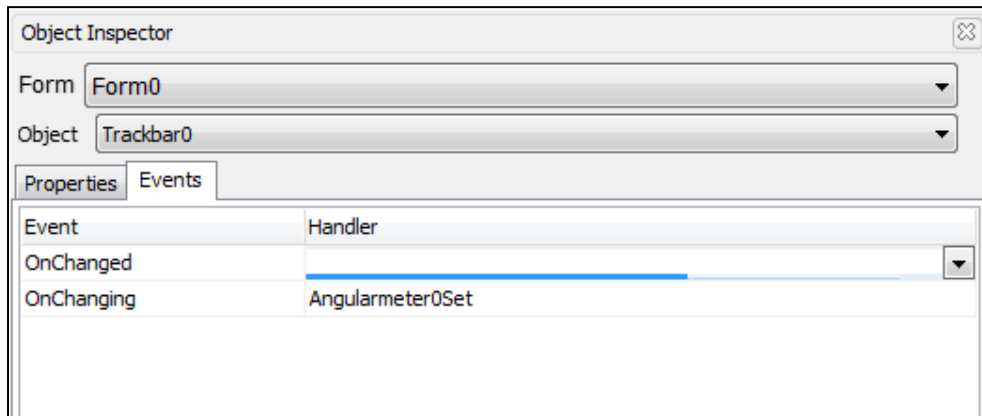 Object Inspector
Form Form0
Object Trackbar0
Properties Events
Event Handler
OnChanged
OnChanging Angularmeter0Set